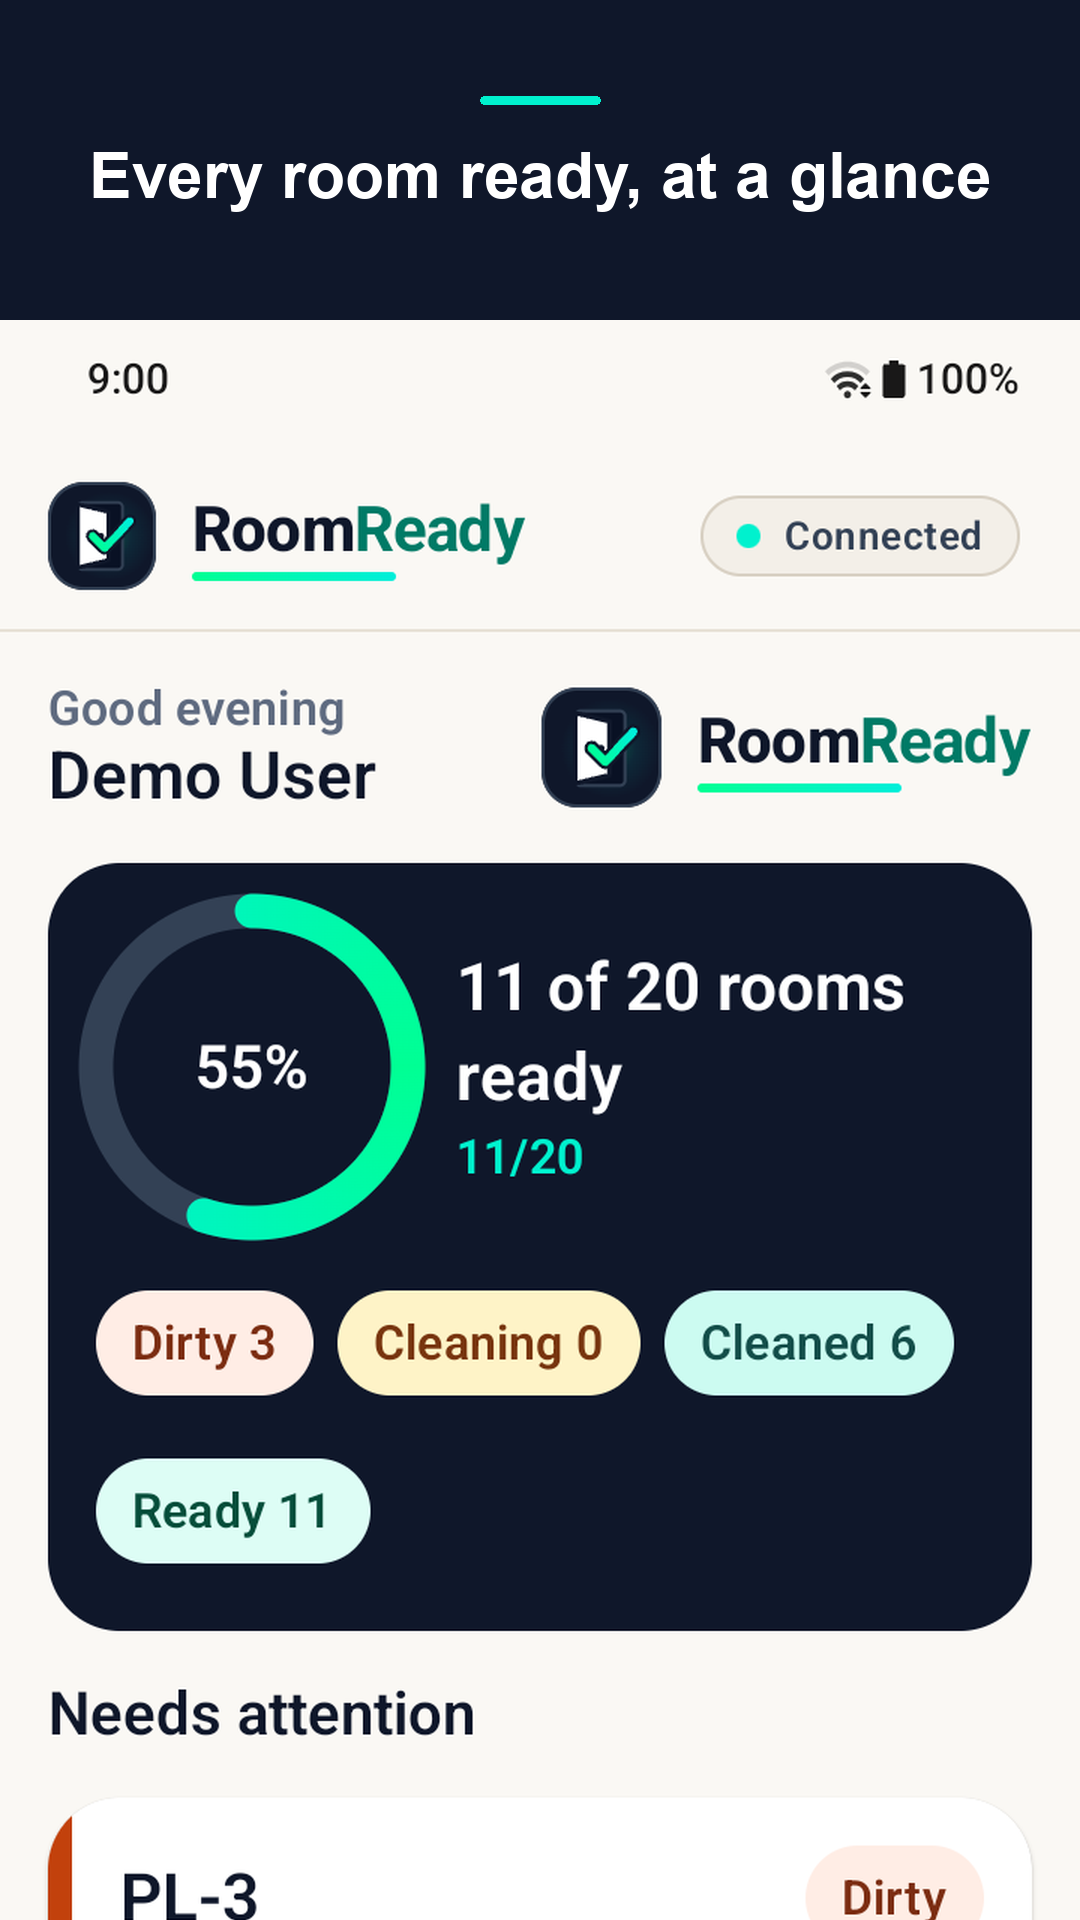 Every room ready, at a glance
9:00
100%
RoomReady
Connected
Good evening
Demo User
RoomReady
55%
11 of 20 rooms
ready
11/20
Dirty 3
Cleaning 0
Cleaned 6
Ready 11
Needs attention
PL-3
Dirty